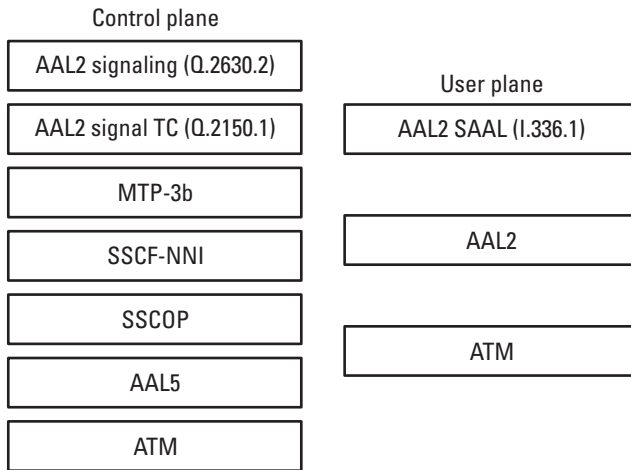 Control plane
AAL2 signaling (Q.2630.2)
AAL2 signal TC (Q.2150.1)
MTP-3b
SSCF-NNI
SSCOP
AAL5
ATM
User plane
AAL2 SAAL (I.336.1)
AAL2
ATM